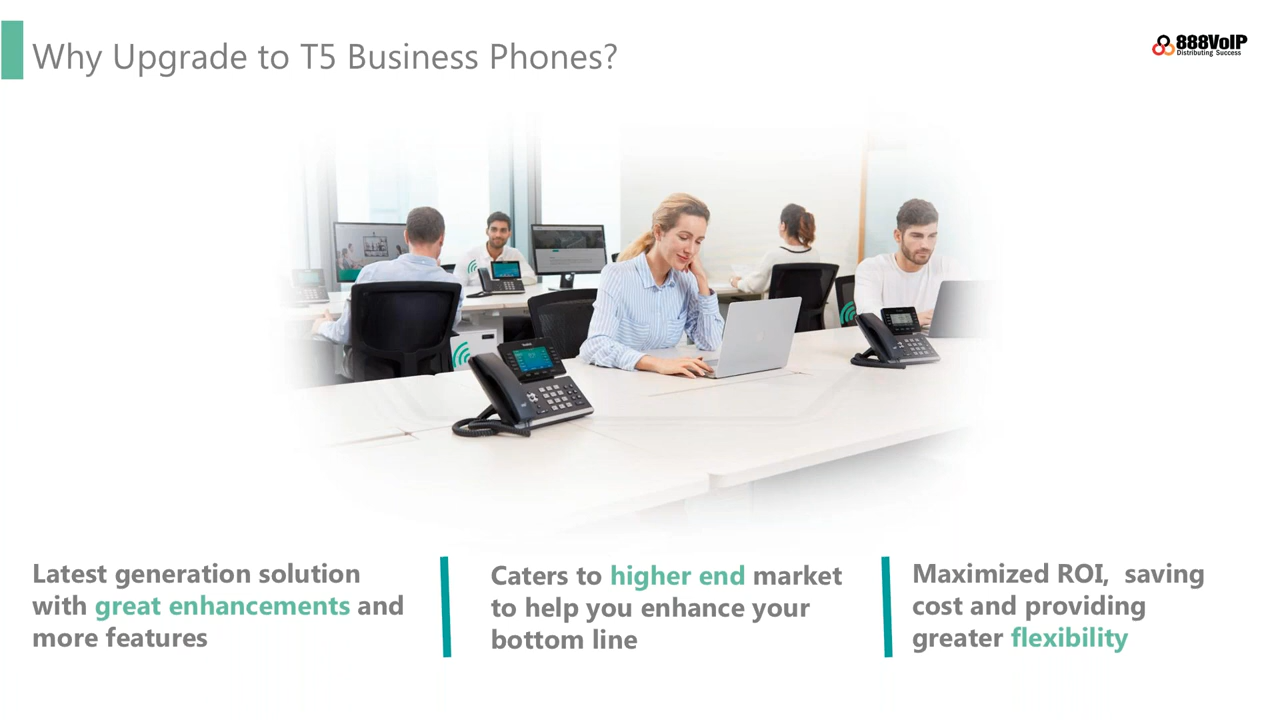 Why Upgrade to T5 Business Phones?
888VoIP
Distributing Success
Latest generation solution
with great enhancements and
more features
Caters to higher end market
to help you enhance your
bottom line
Maximized ROI,  saving
cost and providing
greater flexibility